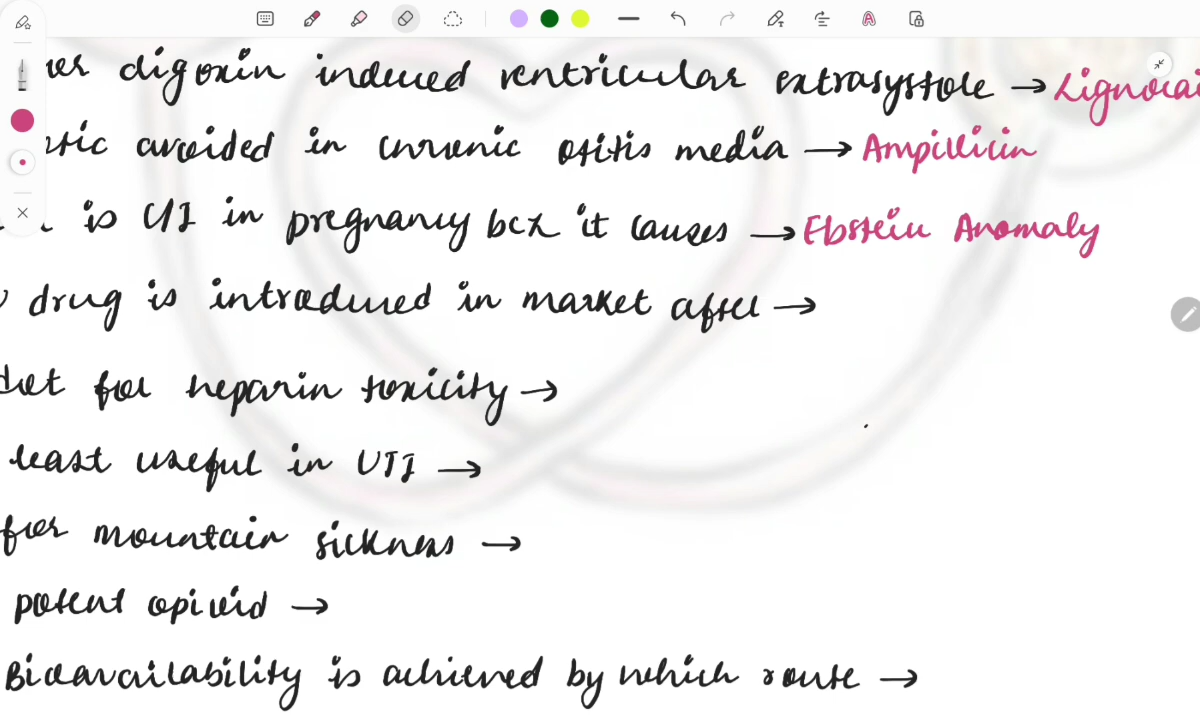 digoxin induced ventricular extrasystole → Lignocai
avoided in chronic otitis media → Ampicillin
is C/I in pregnancy bcz it causes → Ebstein Anomaly
drug is introduced in market after →
for heparin toxicity →
least useful in UTI →
for mountain sickness →
potent opioid →
Bioavailability is achieved by which route →